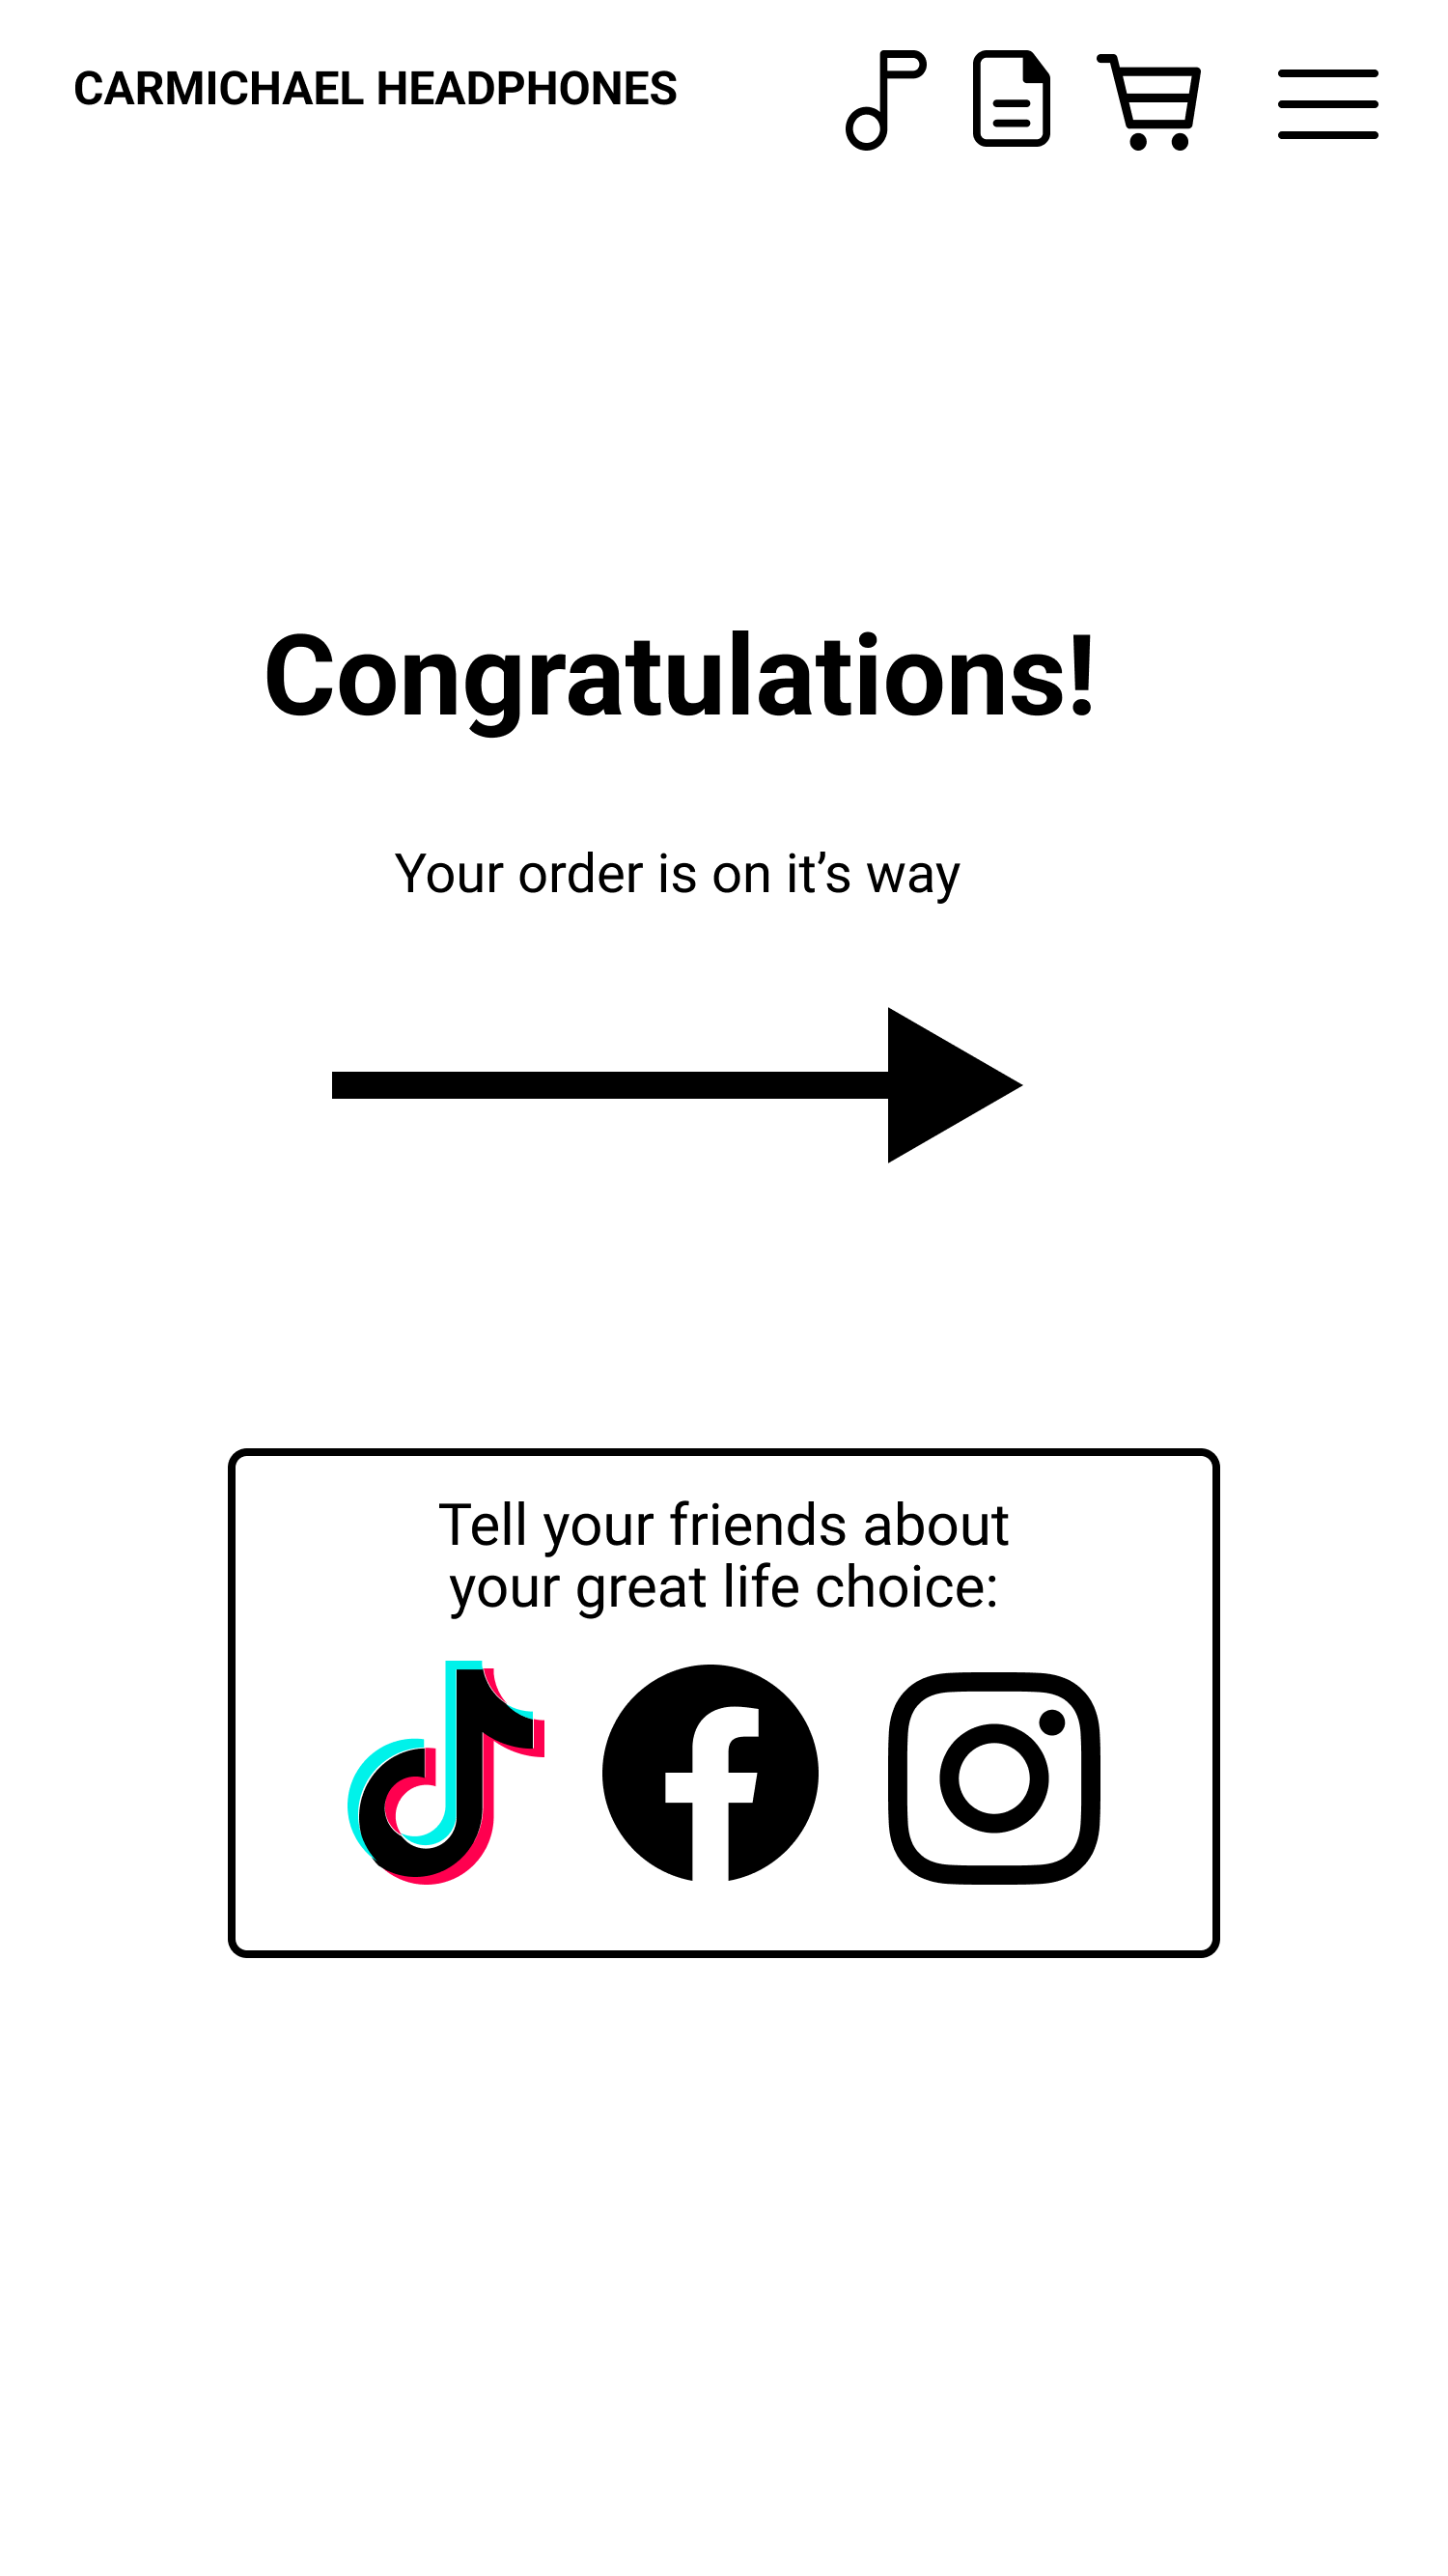 CARMICHAEL HEADPHONES
Congratulations!
Your order is on it’s way
Tell your friends about
your great life choice: